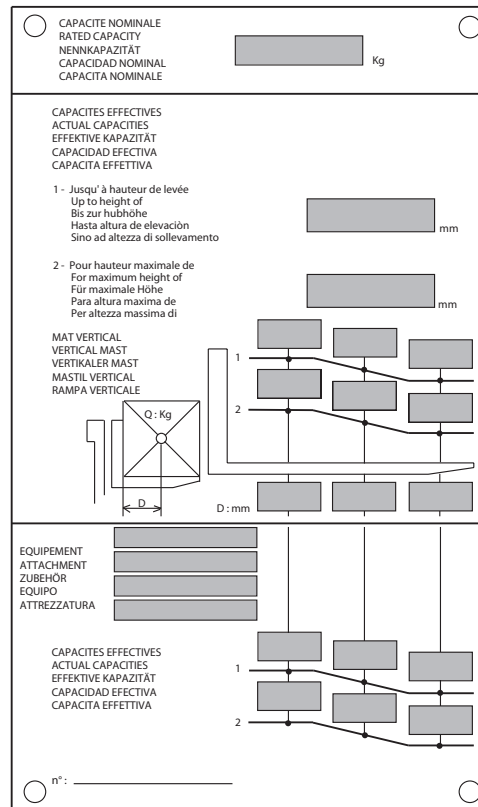 CAPACITE NOMINALE
RATED CAPACITY
NENNKAPAZITÄT
CAPACIDAD NOMINAL
CAPACITA NOMINALE
Kg
CAPACITES EFFECTIVES
ACTUAL CAPACITIES
EFFEKTIVE KAPAZITÄT
CAPACIDAD EFECTIVA
CAPACITA EFFETTIVA
1 - Jusqu' à hauteur de levée
Up to height of
Bis zur hubhöhe
Hasta altura de elevaciòn
Sino ad altezza di sollevamento
mm
2 - Pour hauteur maximale de
For maximum height of
Für maximale Höhe
Para altura maxima de
Per altezza massima di
mm
MAT VERTICAL
VERTICAL MAST
VERTIKALER MAST
MASTIL VERTICAL
RAMPA VERTICALE
1
2
Q : Kg
D
D : mm
EQUIPEMENT
ATTACHMENT
ZUBEHÖR
EQUIPO
ATTREZZATURA
CAPACITES EFFECTIVES
ACTUAL CAPACITIES
EFFEKTIVE KAPAZITÄT
CAPACIDAD EFECTIVA
CAPACITA EFFETTIVA
1
2
n° :